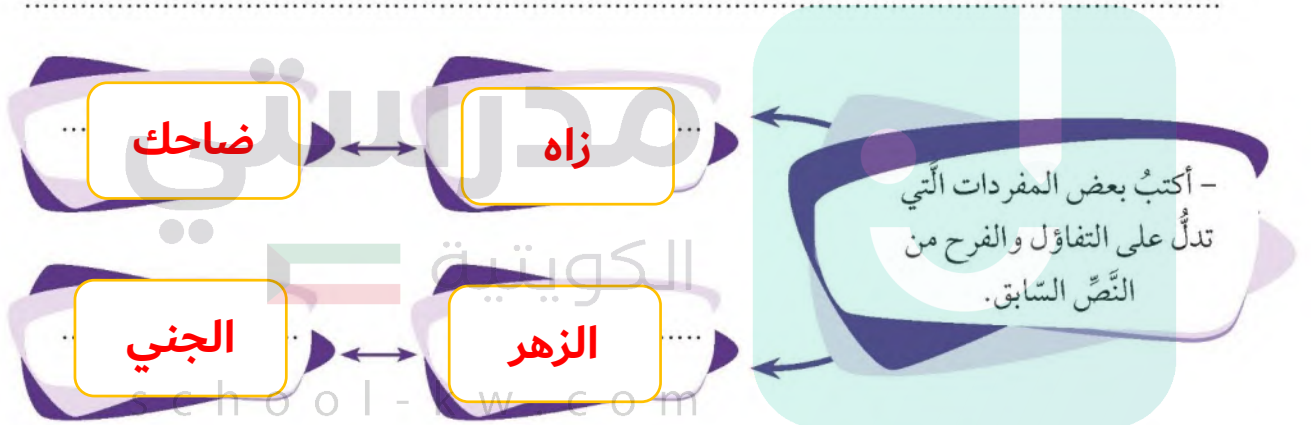 – أكتبُ بعض المفردات الَّتي
تدلُّ على التفاؤل والفرح من
النَّصِّ السّابق.
زاه
ضاحك
الزهر
الجني
مدرستي
الكويتية
school-kw.com